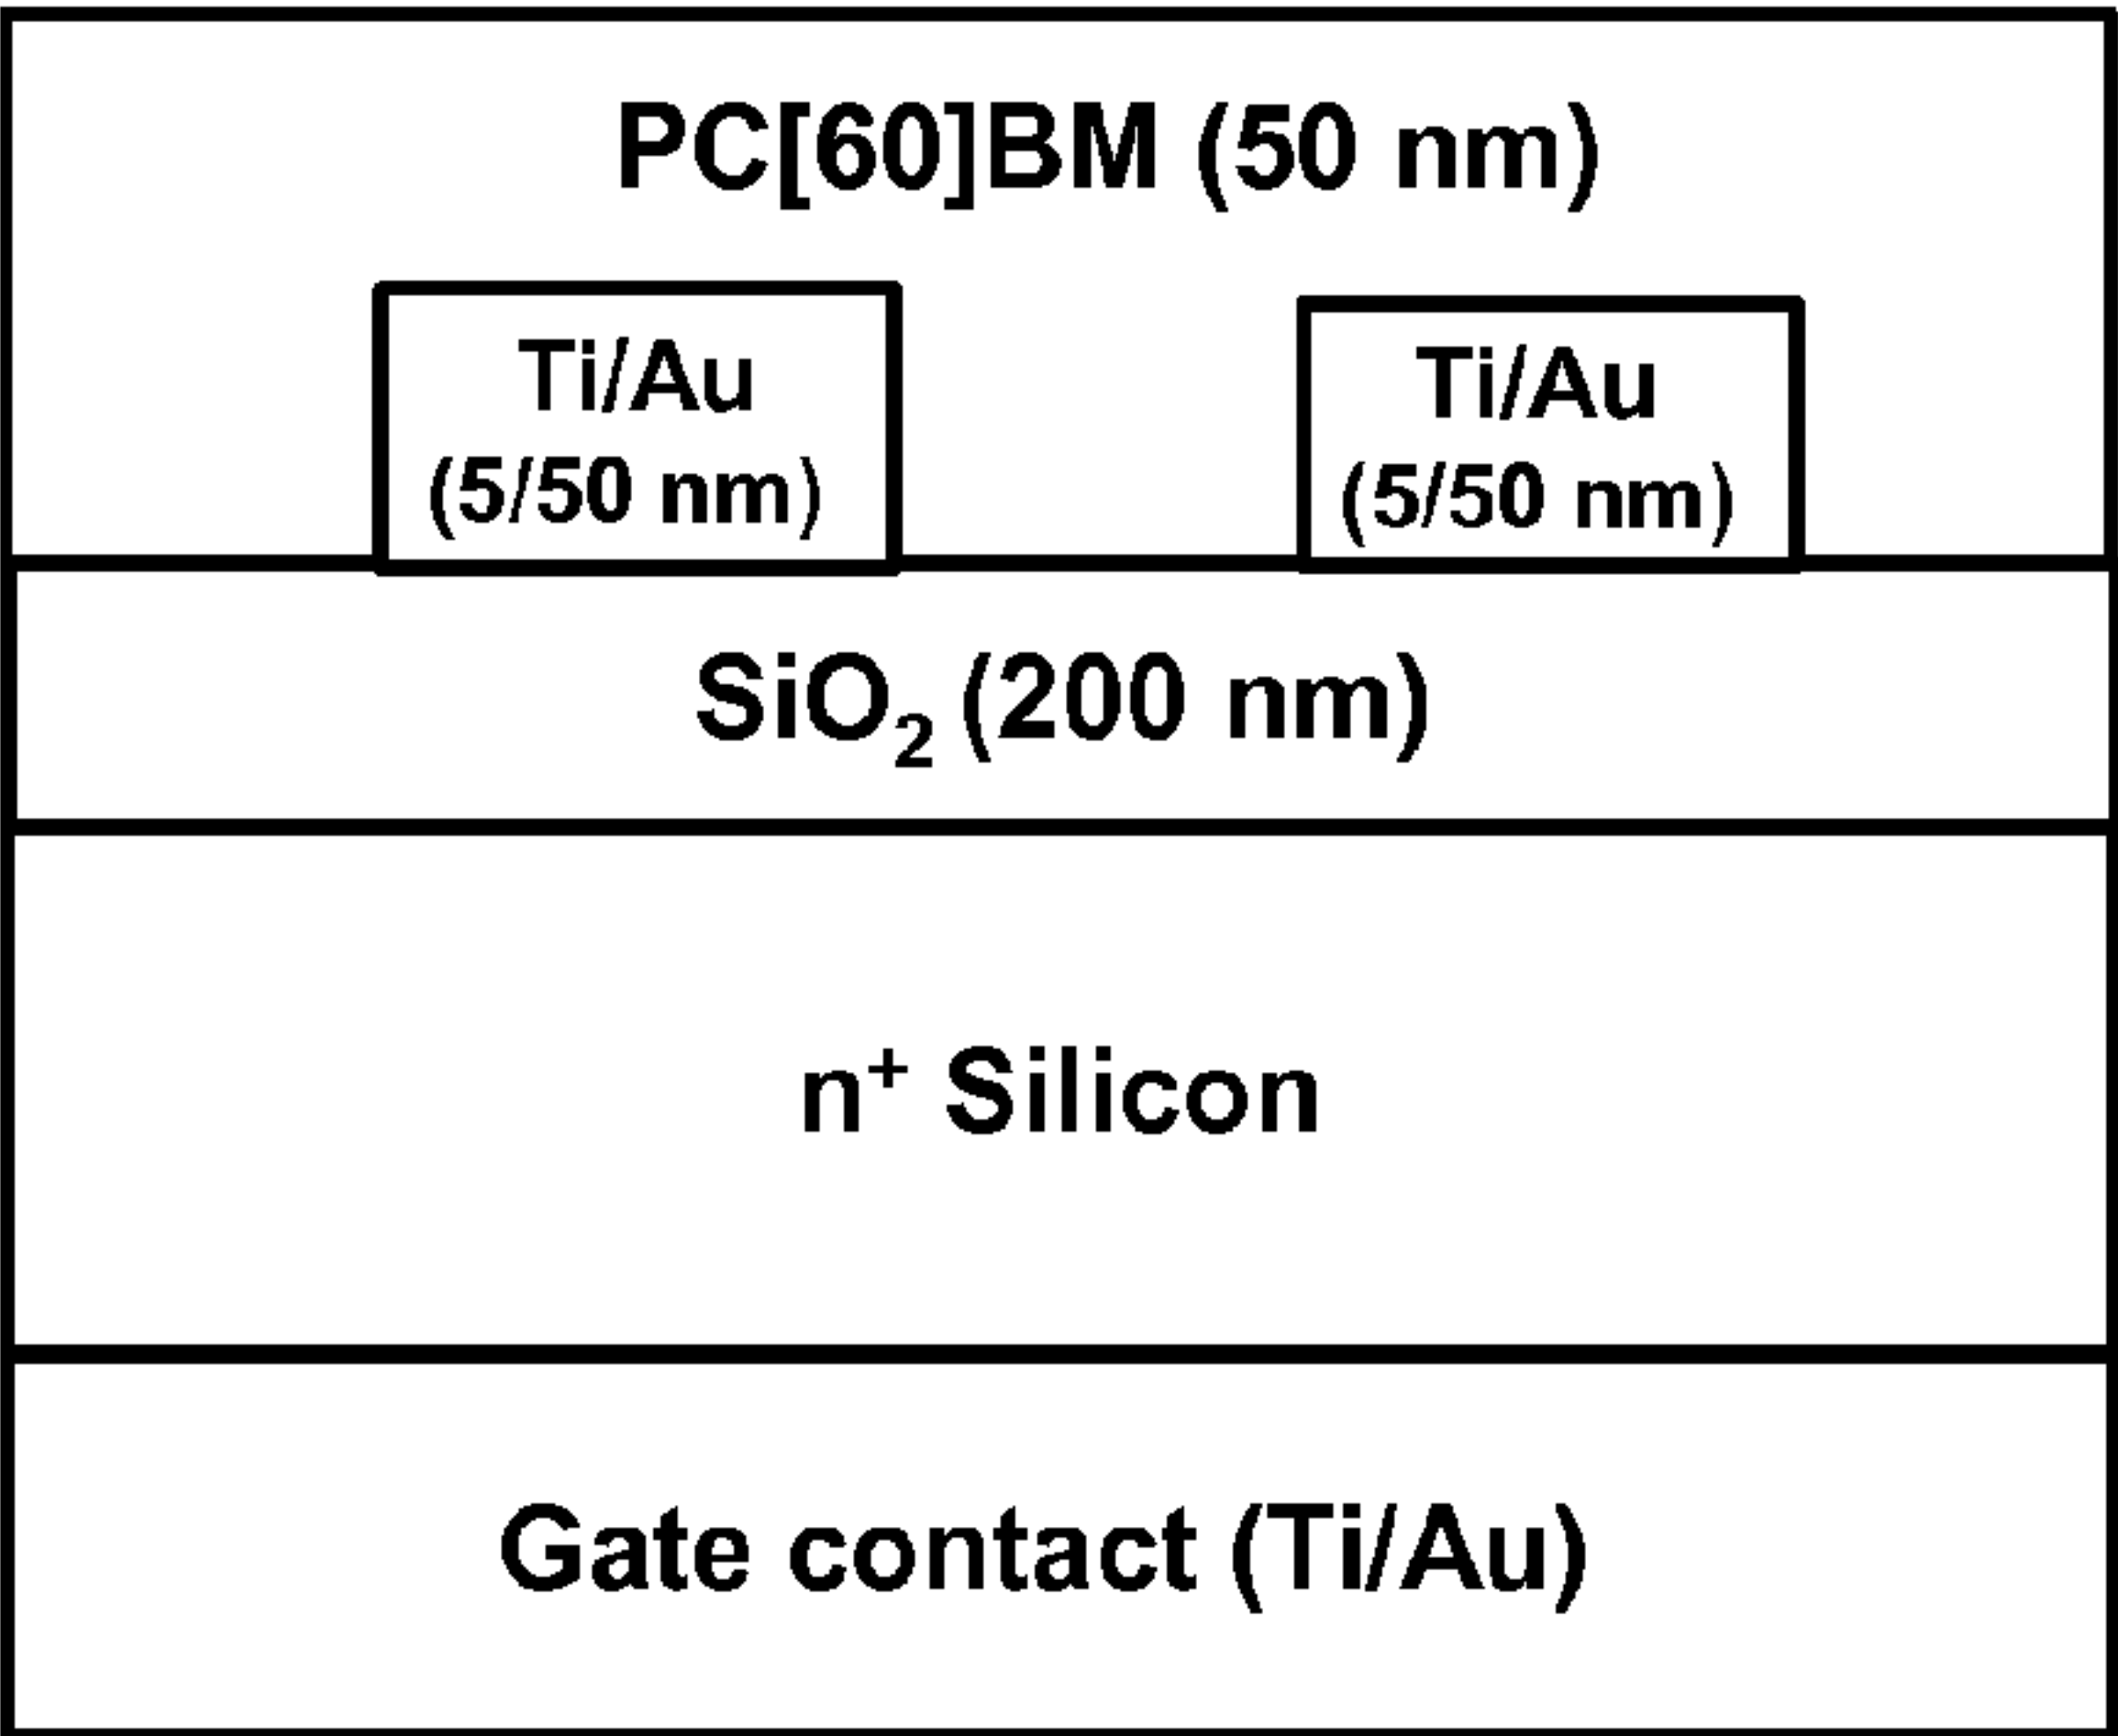 PC[60]BM (50 nm)
Ti/Au
(5/50 nm)
Ti/Au
(5/50 nm)
SiO₂ (200 nm)
n⁺ Silicon
Gate contact (Ti/Au)